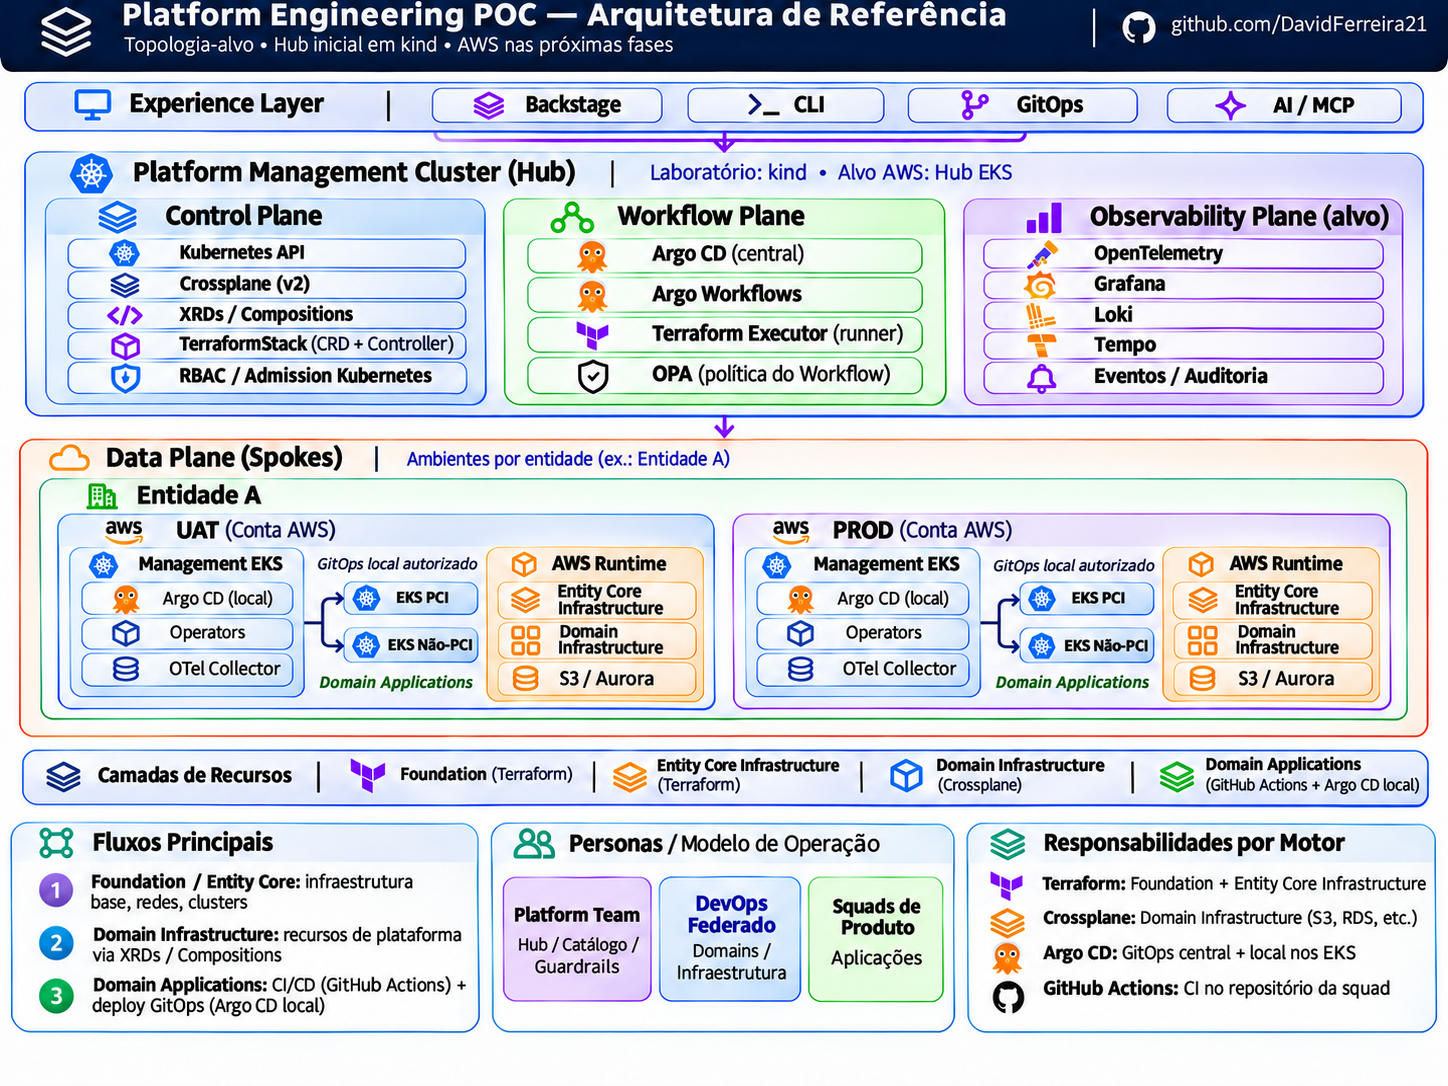 Platform Engineering POC — Arquitetura de Referência
Topologia-alvo • Hub inicial em kind • AWS nas próximas fases
github.com/DavidFerreira21
Experience Layer
Backstage
CLI
GitOps
AI / MCP
Platform Management Cluster (Hub)
Laboratório: kind • Alvo AWS: Hub EKS
Control Plane
Kubernetes API
Crossplane (v2)
XRDs / Compositions
TerraformStack (CRD + Controller)
RBAC / Admission Kubernetes
Workflow Plane
Argo CD (central)
Argo Workflows
Terraform Executor (runner)
OPA (política do Workflow)
Observability Plane (alvo)
OpenTelemetry
Grafana
Loki
Tempo
Eventos / Auditoria
Data Plane (Spokes)
Ambientes por entidade (ex.: Entidade A)
Entidade A
aws
UAT (Conta AWS)
Management EKS
Argo CD (local)
Operators
OTel Collector
GitOps local autorizado
EKS PCI
EKS Não-PCI
Domain Applications
AWS Runtime
Entity Core
Infrastructure
Domain
Infrastructure
S3 / Aurora
aws
PROD (Conta AWS)
Management EKS
Argo CD (local)
Operators
OTel Collector
GitOps local autorizado
EKS PCI
EKS Não-PCI
Domain Applications
AWS Runtime
Entity Core
Infrastructure
Domain
Infrastructure
S3 / Aurora
Camadas de Recursos
Foundation (Terraform)
Entity Core Infrastructure
(Terraform)
Domain Infrastructure
(Crossplane)
Domain Applications
(GitHub Actions + Argo CD local)
Fluxos Principais
1
Foundation / Entity Core: infraestrutura
base, redes, clusters
2
Domain Infrastructure: recursos de plataforma
via XRDs / Compositions
3
Domain Applications: CI/CD (GitHub Actions) +
deploy GitOps (Argo CD local)
Personas / Modelo de Operação
Platform Team
Hub / Catálogo /
Guardrails
DevOps
Federado
Domains /
Infraestrutura
Squads de
Produto
Aplicações
Responsabilidades por Motor
Terraform: Foundation + Entity Core Infrastructure
Crossplane: Domain Infrastructure (S3, RDS, etc.)
Argo CD: GitOps central + local nos EKS
GitHub Actions: CI no repositório da squad